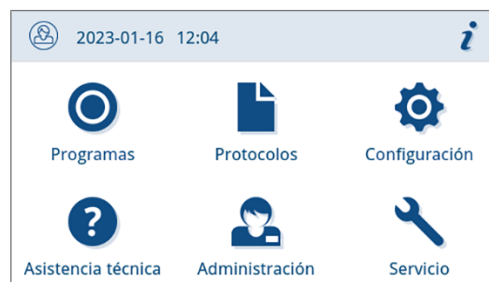 2023-01-16 12:04 i
Programas Protocolos Configuración
?
Asistencia técnica Administración Servicio